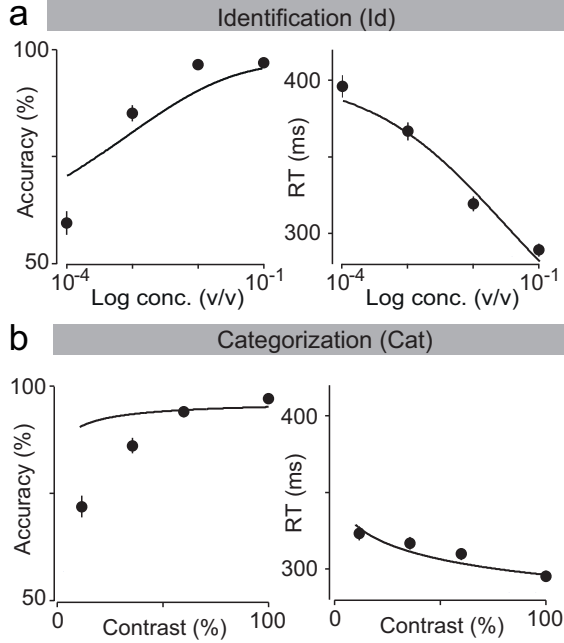 a
Identification (Id)
Accuracy (%)
100
50
10⁻⁴
10⁻¹
Log conc. (v/v)
RT (ms)
400
300
10⁻⁴
10⁻¹
Log conc. (v/v)
b
Categorization (Cat)
Accuracy (%)
100
50
0
100
Contrast (%)
RT (ms)
400
300
0
100
Contrast (%)